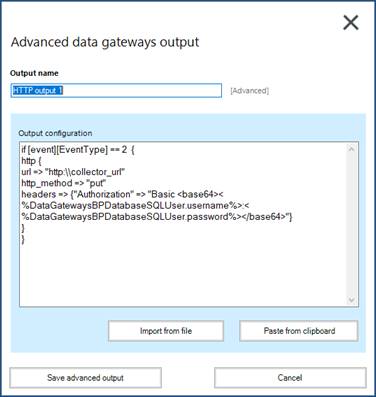 Advanced data gateways output
Output name
HTTP output 1
[Advanced]
Output configuration
if [event][EventType] == 2 {
http {
url => "http:\\collector_url"
http_method => "put"
headers => {"Authorization" => "Basic <base64><
%DataGatewaysBPDatabaseSQLUser.username%>:<
%DataGatewaysBPDatabaseSQLUser.password%></base64>"}
}
}
Import from file
Paste from clipboard
Save advanced output
Cancel